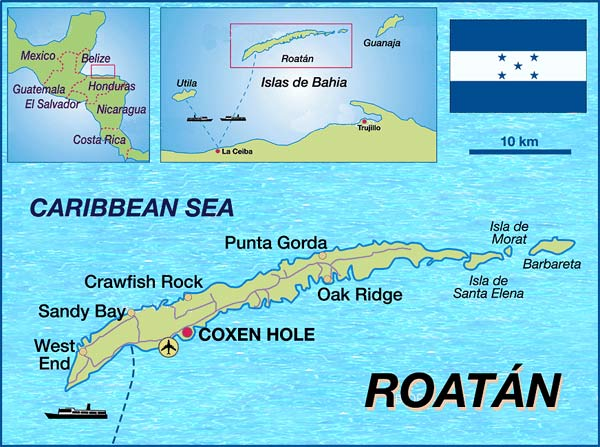 Mexico
Belize
Guatemala
Honduras
El Salvador
Nicaragua
Costa Rica
Guanaja
Roatán
Utila
Islas de Bahia
Trujillo
La Ceiba
10 km
CARIBBEAN SEA
Isla de
Morat
Punta Gorda
Barbareta
Isla de
Santa Elena
Crawfish Rock
Oak Ridge
Sandy Bay
COXEN HOLE
West
End
ROATÁN